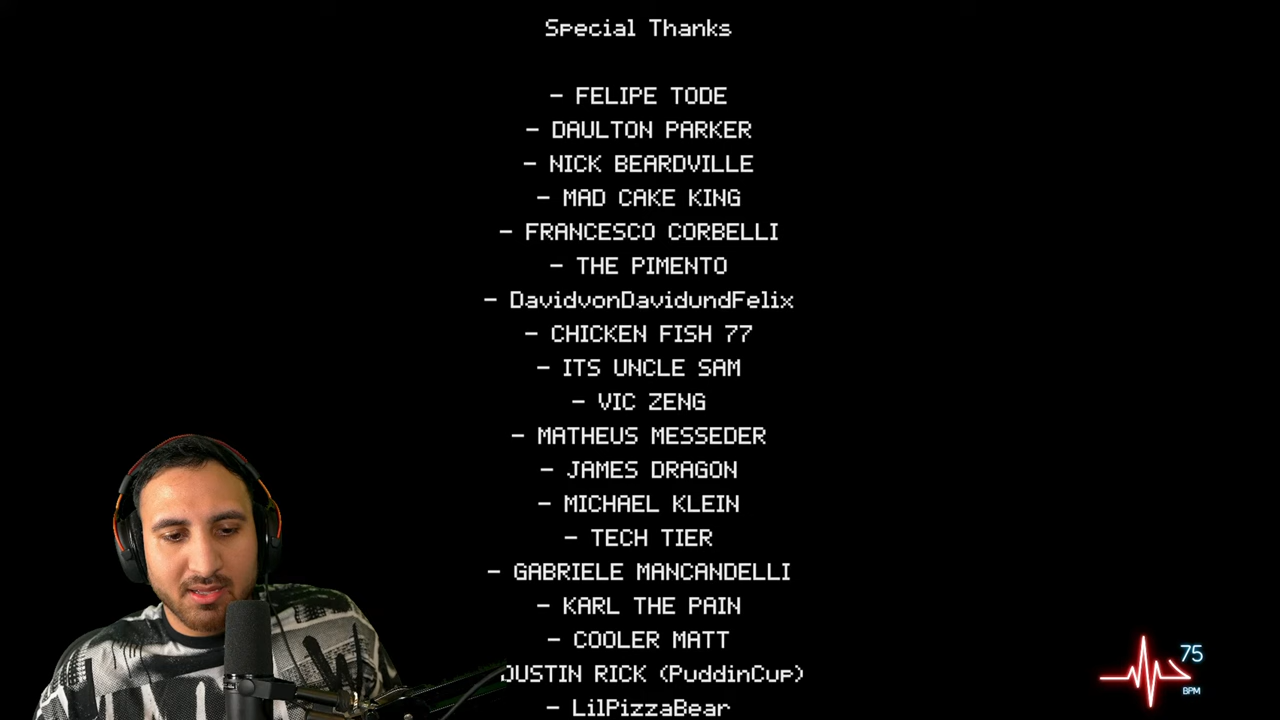 Special Thanks
- FELIPE TODE
- DAULTON PARKER
- NICK BEARDVILLE
- MAD CAKE KING
- FRANCESCO CORBELLI
- THE PIMENTO
- DavidvonDavidundFelix
- CHICKEN FISH 77
- ITS UNCLE SAM
- VIC ZENG
- MATHEUS MESSEDER
- JAMES DRAGON
- MICHAEL KLEIN
- TECH TIER
- GABRIELE MANCANDELLI
- KARL THE PAIN
- COOLER MATT
RICK (PuddinCup)
- LilPizzaBear
75
BPM